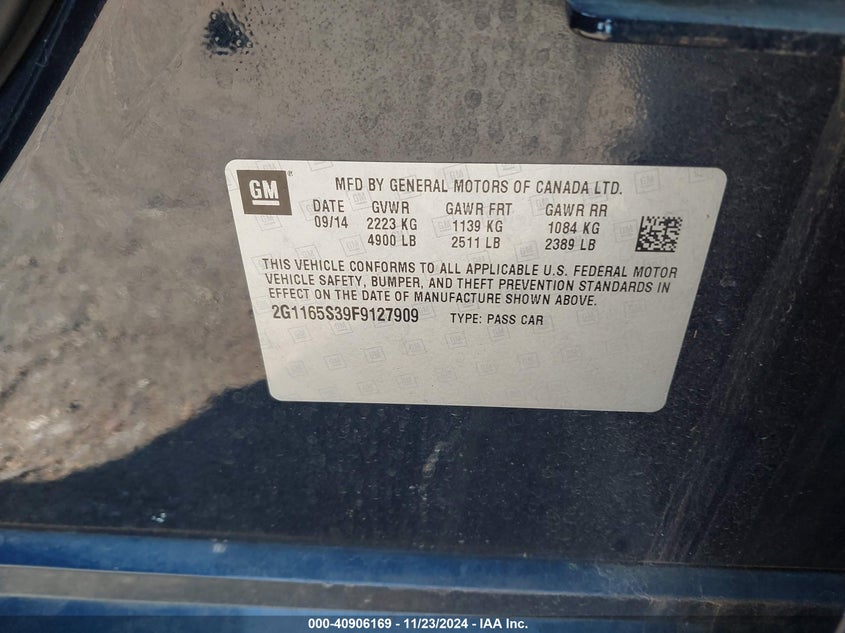 GM
®
MFD BY GENERAL MOTORS OF CANADA LTD.
DATE GVWR GAWR FRT GAWR RR
09/14 2223 KG 1139 KG 1084 KG
4900 LB 2511 LB 2389 LB
THIS VEHICLE CONFORMS TO ALL APPLICABLE U.S. FEDERAL MOTOR
VEHICLE SAFETY, BUMPER, AND THEFT PREVENTION STANDARDS IN
EFFECT ON THE DATE OF MANUFACTURE SHOWN ABOVE.
2G1165S39F9127909 TYPE: PASS CAR
000-40906169 - 11/23/2024 - IAA Inc.